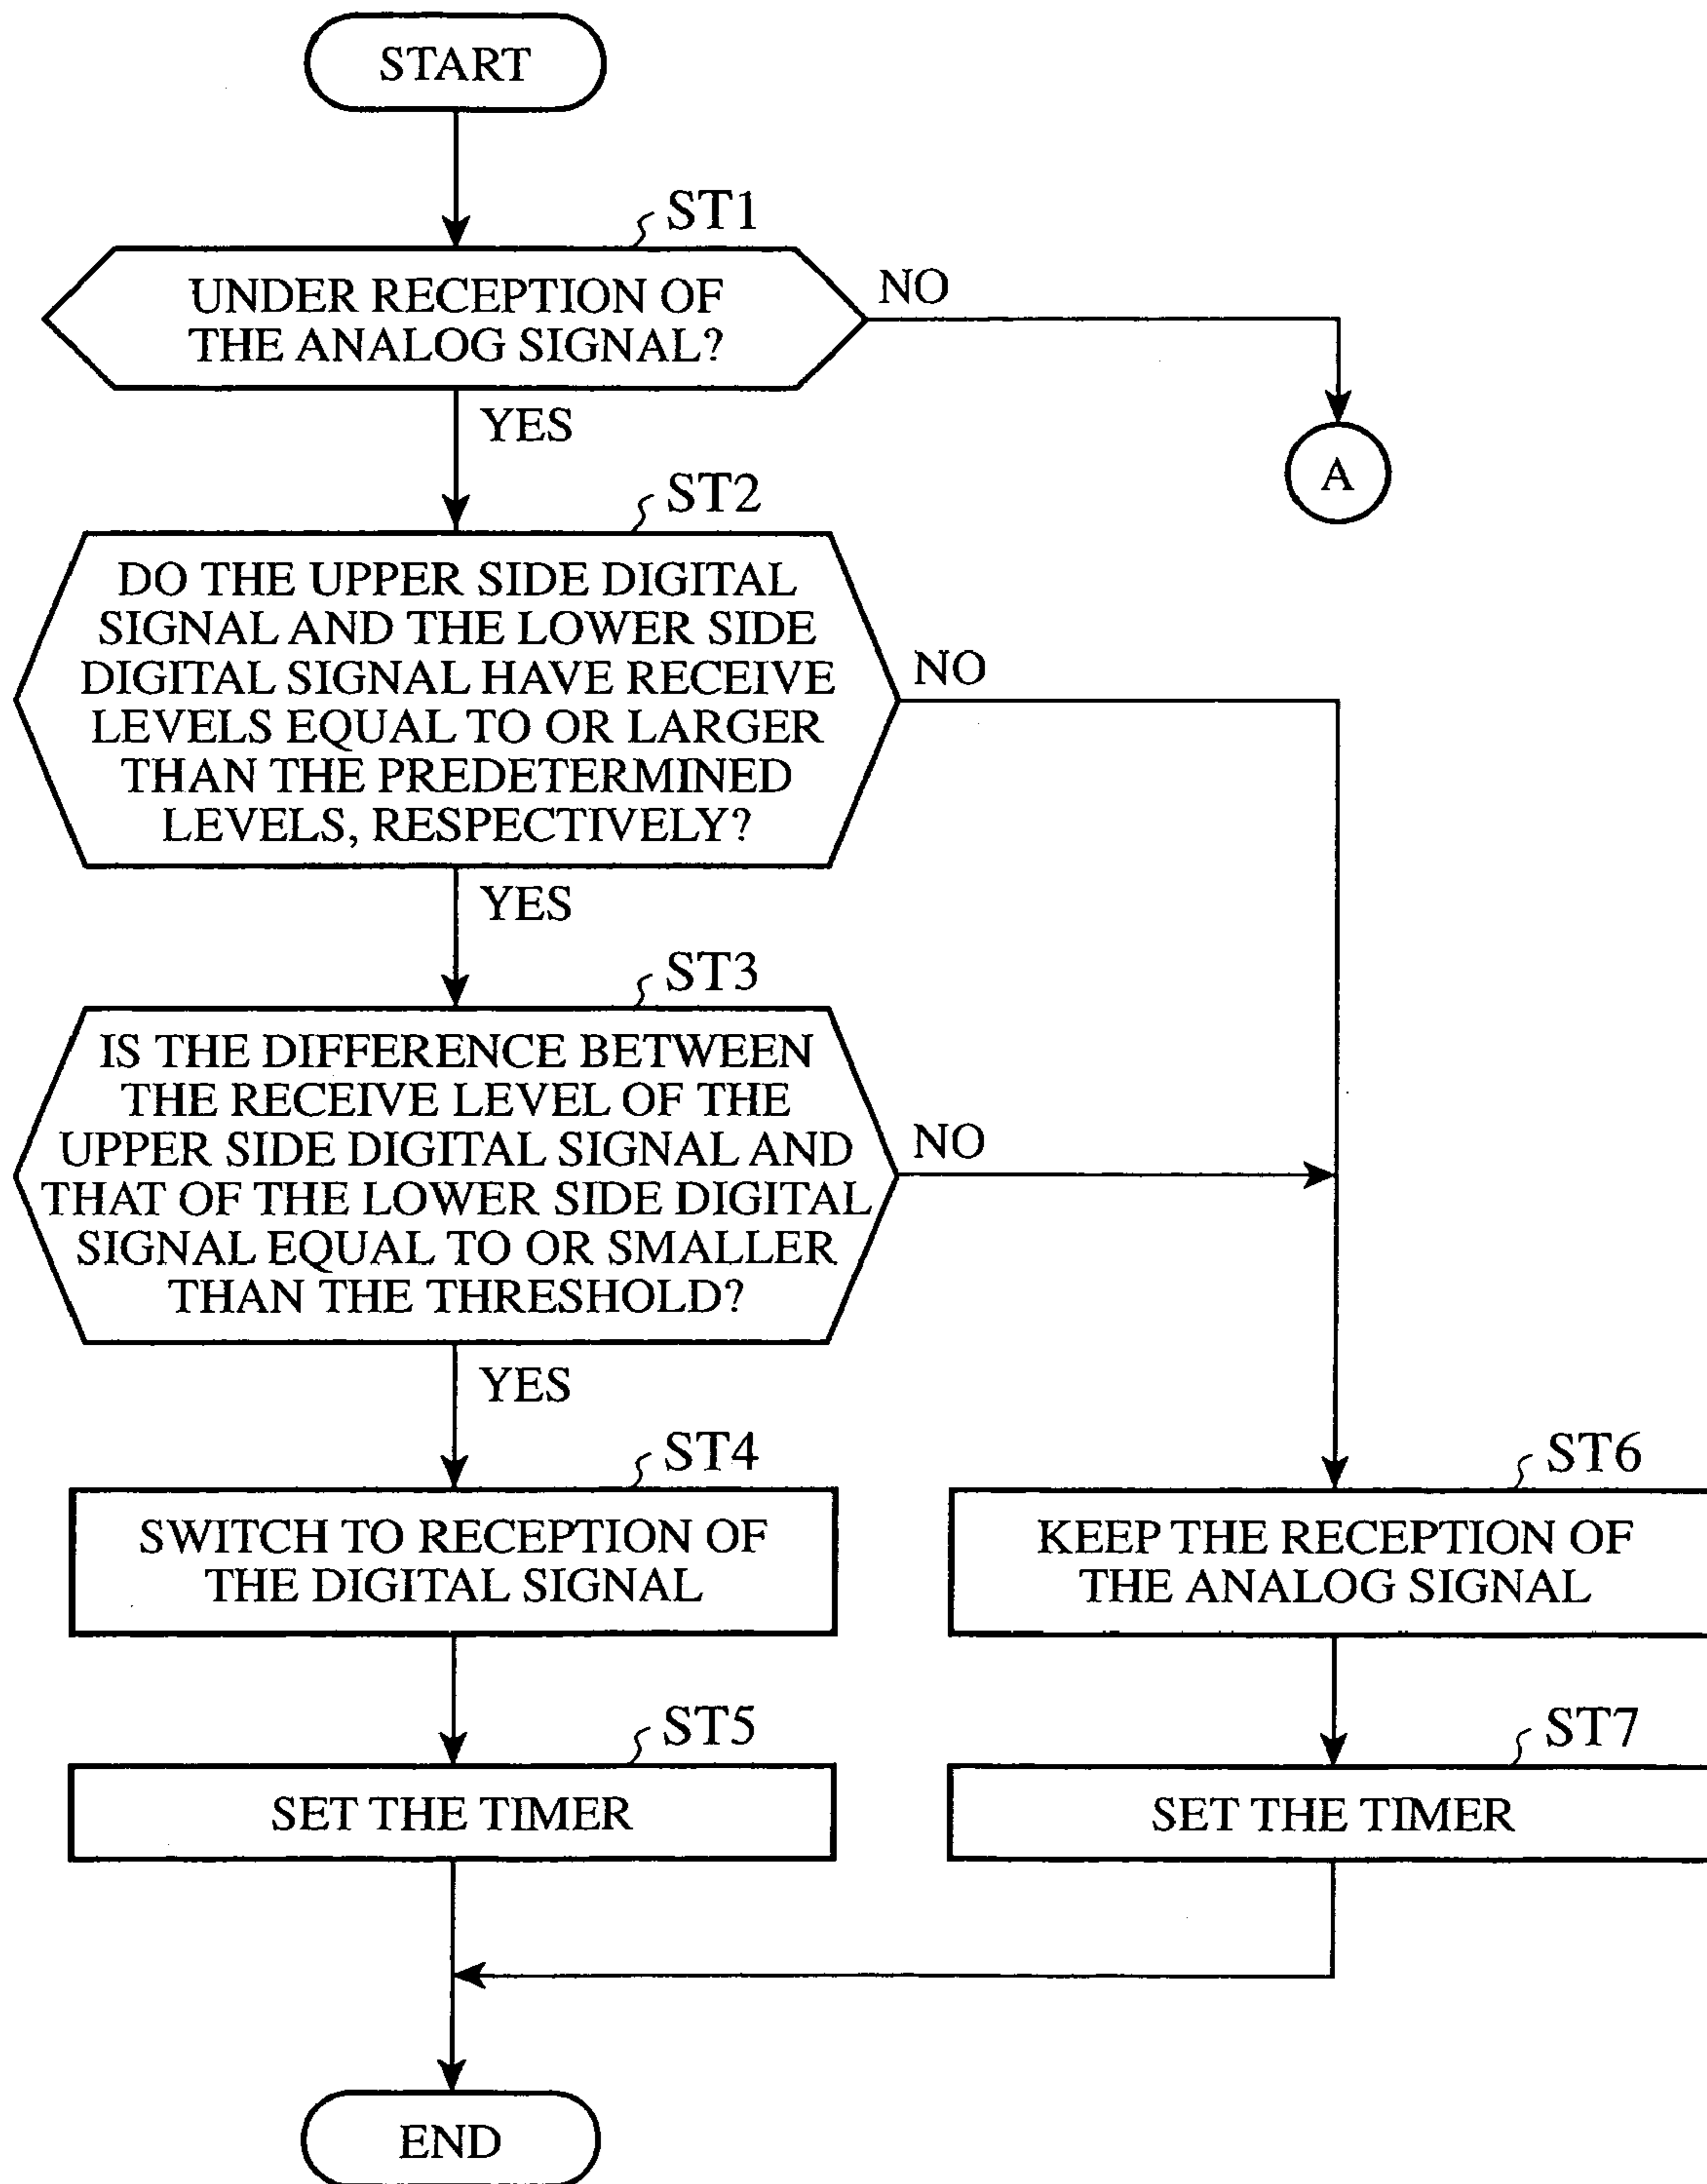 START
ST1
UNDER RECEPTION OF
THE ANALOG SIGNAL?
NO
YES
A
ST2
DO THE UPPER SIDE DIGITAL
SIGNAL AND THE LOWER SIDE
DIGITAL SIGNAL HAVE RECEIVE
LEVELS EQUAL TO OR LARGER
THAN THE PREDETERMINED
LEVELS, RESPECTIVELY?
NO
YES
ST3
IS THE DIFFERENCE BETWEEN
THE RECEIVE LEVEL OF THE
UPPER SIDE DIGITAL SIGNAL AND
THAT OF THE LOWER SIDE DIGITAL
SIGNAL EQUAL TO OR SMALLER
THAN THE THRESHOLD?
NO
YES
ST4
SWITCH TO RECEPTION OF
THE DIGITAL SIGNAL
ST6
KEEP THE RECEPTION OF
THE ANALOG SIGNAL
ST5
SET THE TIMER
ST7
SET THE TIMER
END